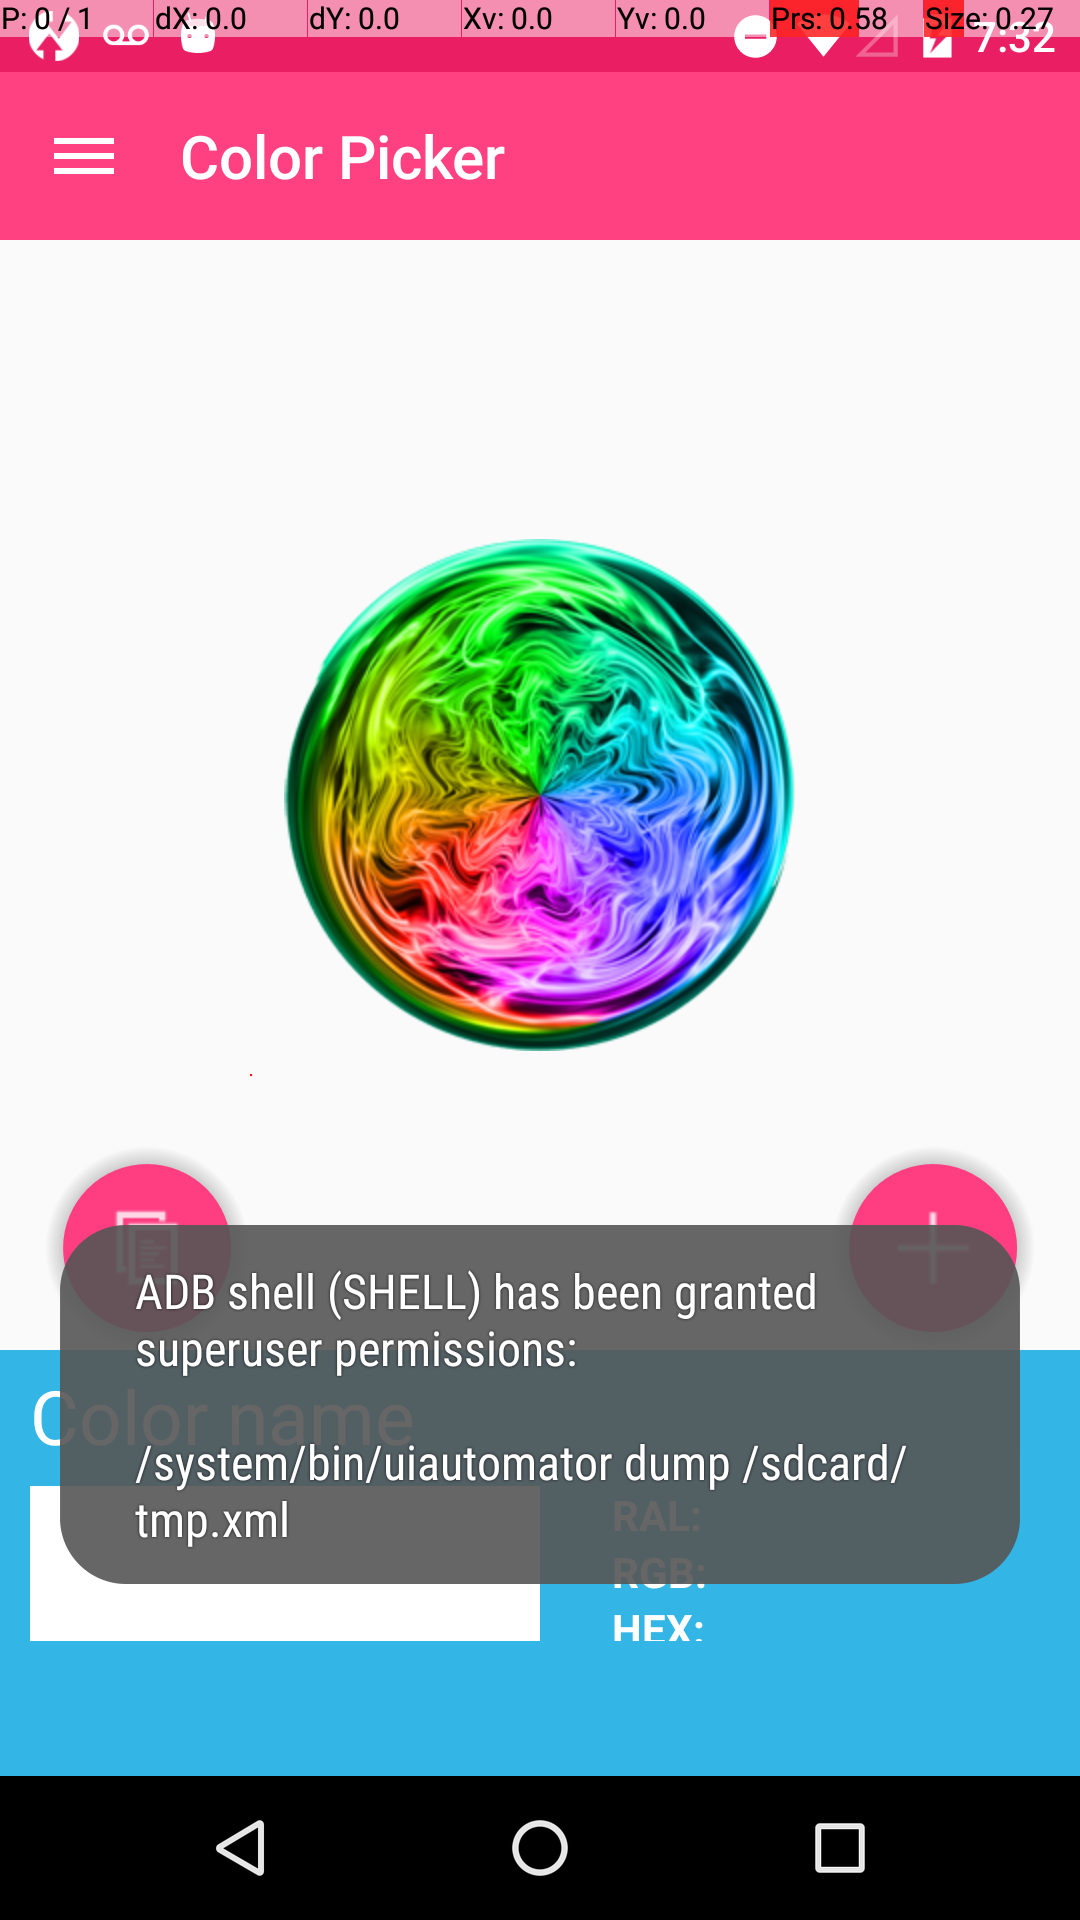 P: 0 / 1 dX: 0.0 dY: 0.0 Xv: 0.0 Yv: 0.0 Prs: 0.58 Size: 0.27
7:32
Color Picker
ADB shell (SHELL) has been granted
superuser permissions:
Color name
/system/bin/uiautomator dump /sdcard/
tmp.xml
RAL:
RGB:
HEX: